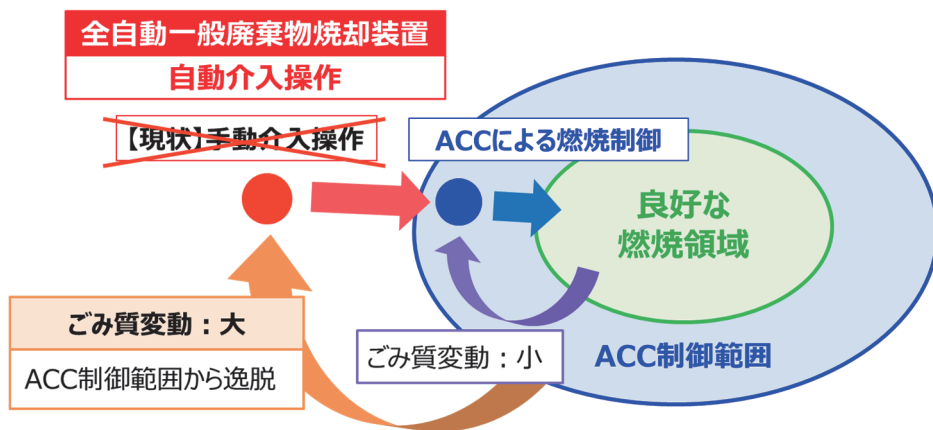 全自動一般廃棄物焼却装置
自動介入操作
【現状】手動介入操作
ACCによる燃焼制御
良好な
燃焼領域
ごみ質変動：大
ACC制御範囲から逸脱
ごみ質変動：小
ACC制御範囲